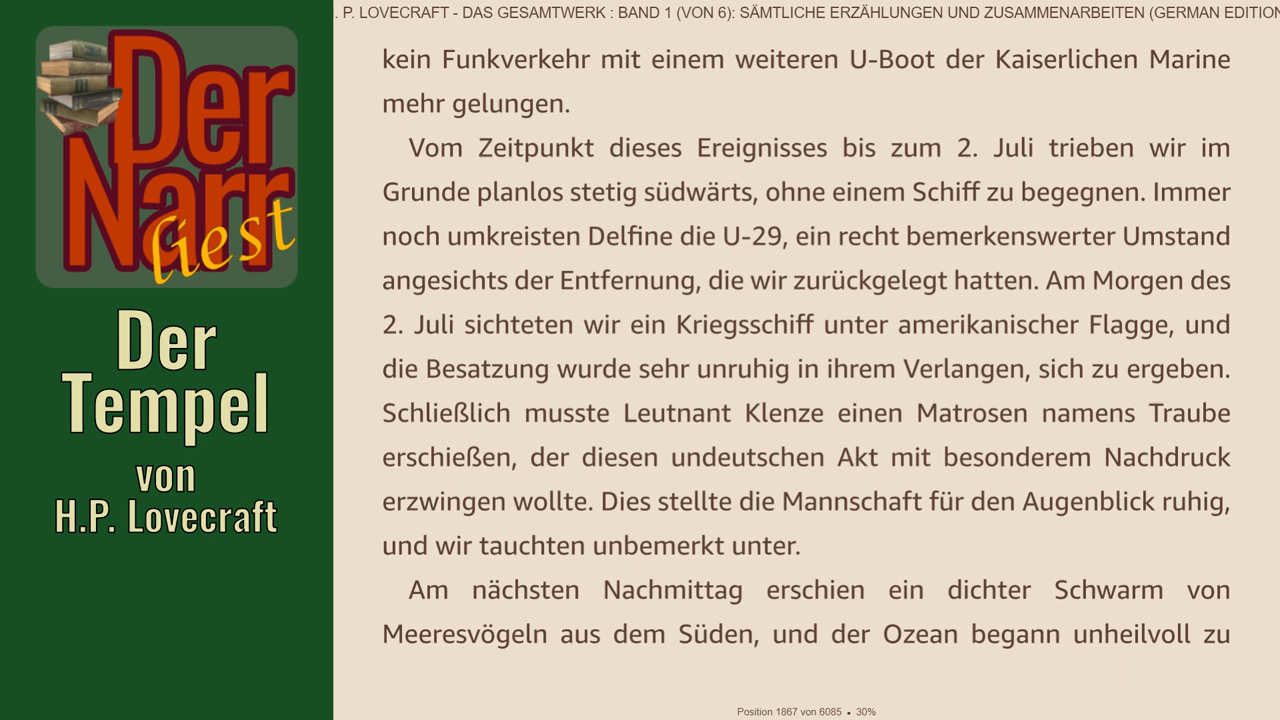 Der
Narr
liest
Der
Tempel
von
H.P. Lovecraft
. P. LOVECRAFT - DAS GESAMTWERK : BAND 1 (VON 6): SÄMTLICHE ERZÄHLUNGEN UND ZUSAMMENARBEITEN (GERMAN EDITION
kein Funkverkehr mit einem weiteren U-Boot der Kaiserlichen Marine
mehr gelungen.
Vom Zeitpunkt dieses Ereignisses bis zum 2. Juli trieben wir im
Grunde planlos stetig südwärts, ohne einem Schiff zu begegnen. Immer
noch umkreisten Delfine die U-29, ein recht bemerkenswerter Umstand
angesichts der Entfernung, die wir zurückgelegt hatten. Am Morgen des
2. Juli sichteten wir ein Kriegsschiff unter amerikanischer Flagge, und
die Besatzung wurde sehr unruhig in ihrem Verlangen, sich zu ergeben.
Schließlich musste Leutnant Klenze einen Matrosen namens Traube
erschießen, der diesen undeutschen Akt mit besonderem Nachdruck
erzwingen wollte. Dies stellte die Mannschaft für den Augenblick ruhig,
und wir tauchten unbemerkt unter.
Am nächsten Nachmittag erschien ein dichter Schwarm von
Meeresvögeln aus dem Süden, und der Ozean begann unheilvoll zu
Position 1867 von 6085 • 30%